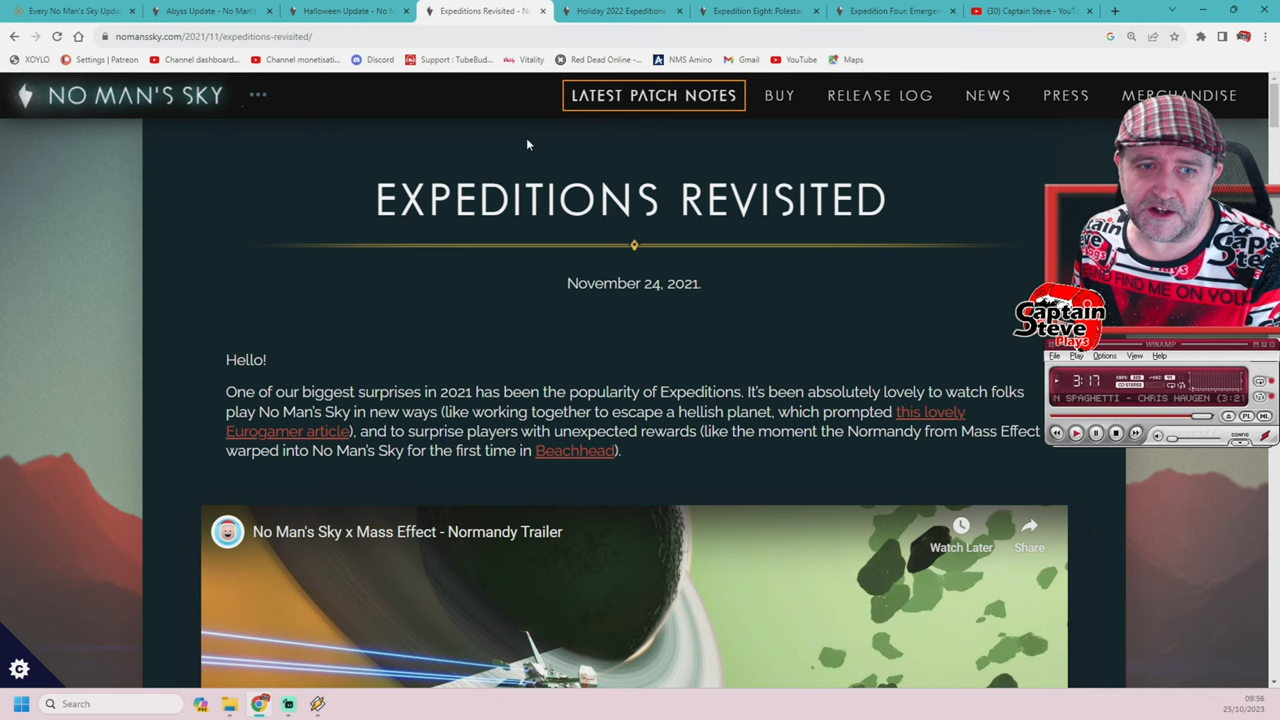 Every No Man's Sky Upda
Abyss Update - No Man's
Halloween Update - No M
Expeditions Revisited - N
Holiday 2022 Expeditions
Expedition Eight: Polestar
Expedition Four: Emergen
(30) Captain Steve - YouT
nomanssky.com/2021/11/expeditions-revisited/
XOYLO
Settings | Patreon
Channel dashboard...
Channel monetisati...
Discord
Support : TubeBud...
Vitality
Red Dead Online -...
NMS Amino
Gmail
YouTube
Maps
NO MAN'S SKY
LATEST PATCH NOTES
BUY
RELEASE LOG
NEWS
PRESS
MERCHANDISE
EXPEDITIONS REVISITED
November 24, 2021.
Hello!
One of our biggest surprises in 2021 has been the popularity of Expeditions. It's been absolutely lovely to watch folks
play No Man's Sky in new ways (like working together to escape a hellish planet, which prompted this lovely
Eurogamer article), and to surprise players with unexpected rewards (like the moment the Normandy from Mass Effect
warped into No Man's Sky for the first time in Beachhead).
No Man's Sky x Mass Effect - Normandy Trailer
Watch Later
Share
Captain
Steve
Plays
WINAMP
File Play Options View Help
3:17
STEREO
N SPAGHETTI - CHRIS HAUGEN (3:21
PL
ML
CONFIG
Search
09:56
25/10/2023